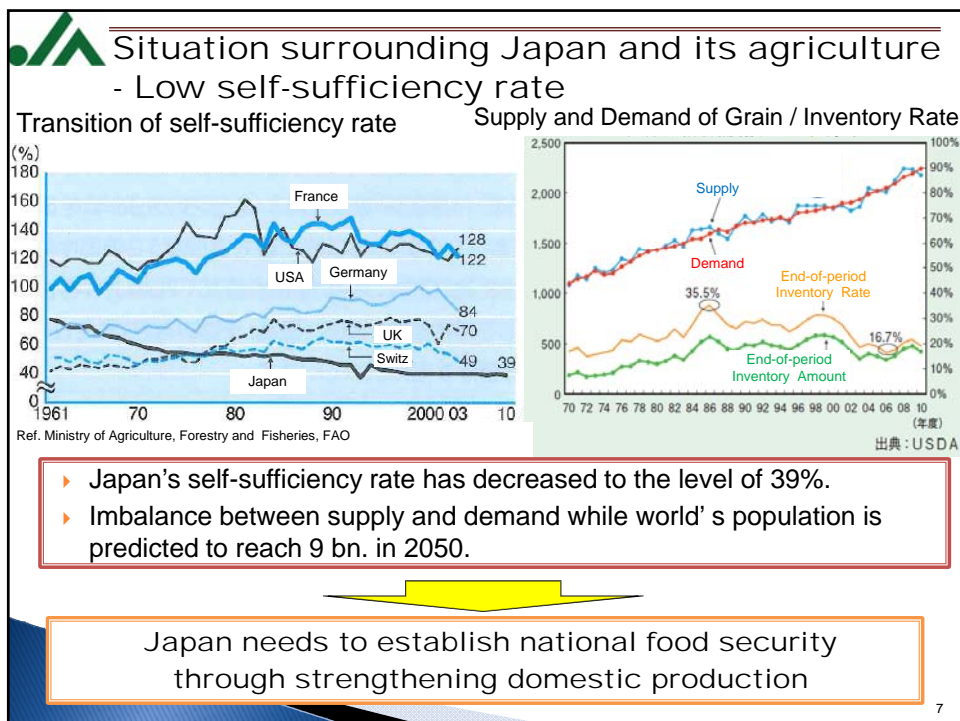 Situation surrounding Japan and its agriculture
- Low self-sufficiency rate
Transition of self-sufficiency rate
(%)
180
160
140
120
100
80
60
40
0
1961 70 80 90 2000 03 10
France
USA
Germany
UK
Switz
Japan
128
122
84
70
49
39
Ref. Ministry of Agriculture, Forestry and Fisheries, FAO
Supply and Demand of Grain / Inventory Rate
2,500
2,000
1,500
1,000
500
0
100%
90%
80%
70%
60%
50%
40%
30%
20%
10%
0%
Supply
Demand
End-of-period
Inventory Rate
35.5%
16.7%
End-of-period
Inventory Amount
70 72 74 76 78 80 82 84 86 88 90 92 94 96 98 00 02 04 06 08 10
(年度)
出典：USDA
Japan's self-sufficiency rate has decreased to the level of 39%.
Imbalance between supply and demand while world' s population is
predicted to reach 9 bn. in 2050.
Japan needs to establish national food security
through strengthening domestic production
7